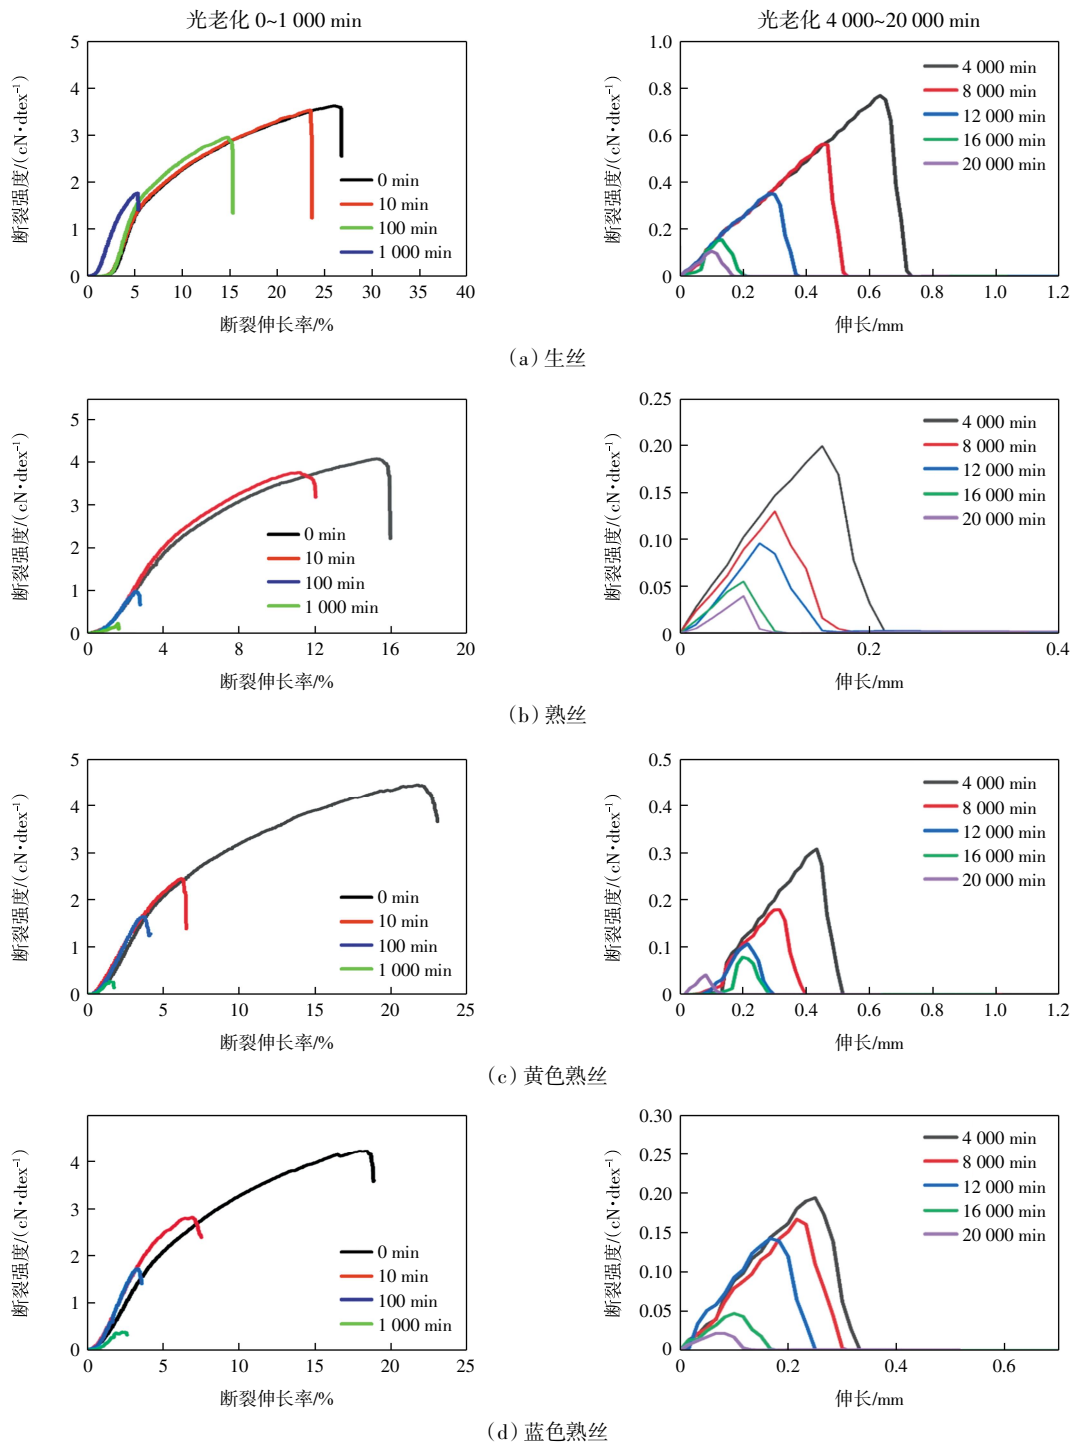 光老化 0~1 000 min
光老化 4 000~20 000 min
断裂强度/(cN·dtex⁻¹)
5
4
3
2
1
0
0 min
10 min
100 min
1 000 min
0 5 10 15 20 25 30 35 40
断裂伸长率/%
断裂强度/(cN·dtex⁻¹)
1.0
0.8
0.6
0.4
0.2
0
4 000 min
8 000 min
12 000 min
16 000 min
20 000 min
0 0.2 0.4 0.6 0.8 1.0 1.2
伸长/mm
(a)生丝
断裂强度/(cN·dtex⁻¹)
5
4
3
2
1
0
0 min
10 min
100 min
1 000 min
0 4 8 12 16 20
断裂伸长率/%
断裂强度/(cN·dtex⁻¹)
0.25
0.20
0.15
0.10
0.05
0
4 000 min
8 000 min
12 000 min
16 000 min
20 000 min
0 0.2 0.4
伸长/mm
(b)熟丝
断裂强度/(cN·dtex⁻¹)
5
4
3
2
1
0
0 min
10 min
100 min
1 000 min
0 5 10 15 20 25
断裂伸长率/%
断裂强度/(cN·dtex⁻¹)
0.5
0.4
0.3
0.2
0.1
0
4 000 min
8 000 min
12 000 min
16 000 min
20 000 min
0 0.2 0.4 0.6 0.8 1.0 1.2
伸长/mm
(c)黄色熟丝
断裂强度/(cN·dtex⁻¹)
4
3
2
1
0
0 min
10 min
100 min
1 000 min
0 5 10 15 20 25
断裂伸长率/%
断裂强度/(cN·dtex⁻¹)
0.30
0.25
0.20
0.15
0.10
0.05
0
4 000 min
8 000 min
12 000 min
16 000 min
20 000 min
0 0.2 0.4 0.6
伸长/mm
(d)蓝色熟丝